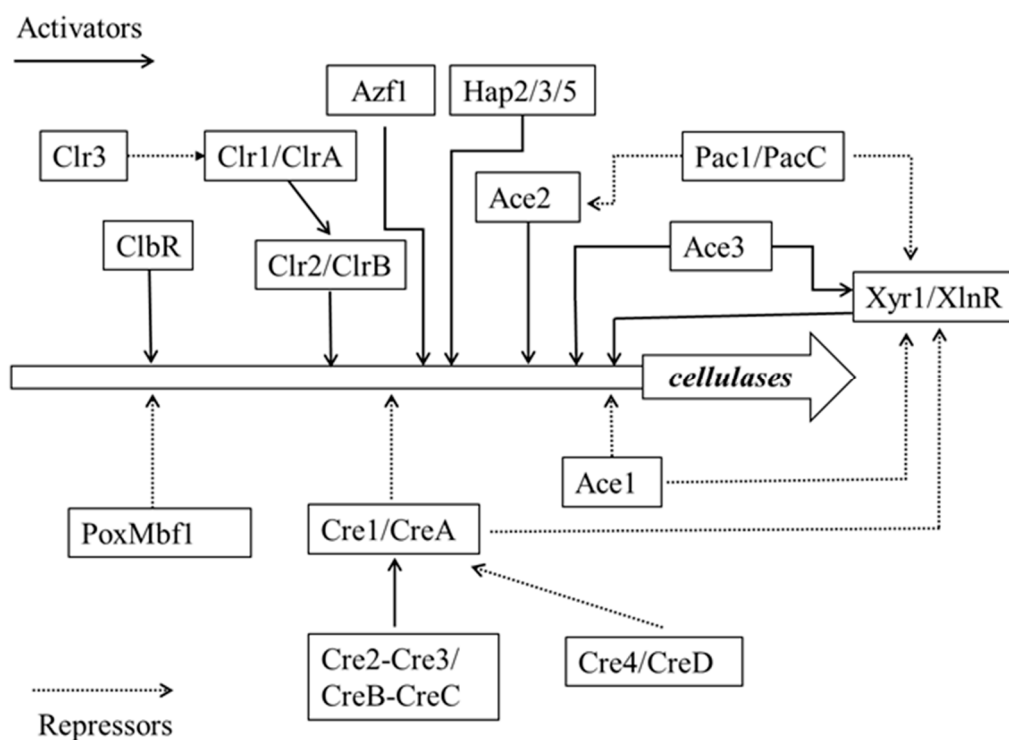 Activators
Azf1
Hap2/3/5
Clr3
Clr1/ClrA
Pac1/PacC
Ace2
ClbR
Clr2/ClrB
Ace3
Xyr1/XlnR
cellulases
Ace1
PoxMbf1
Cre1/CreA
Cre2-Cre3/
CreB-CreC
Cre4/CreD
Repressors